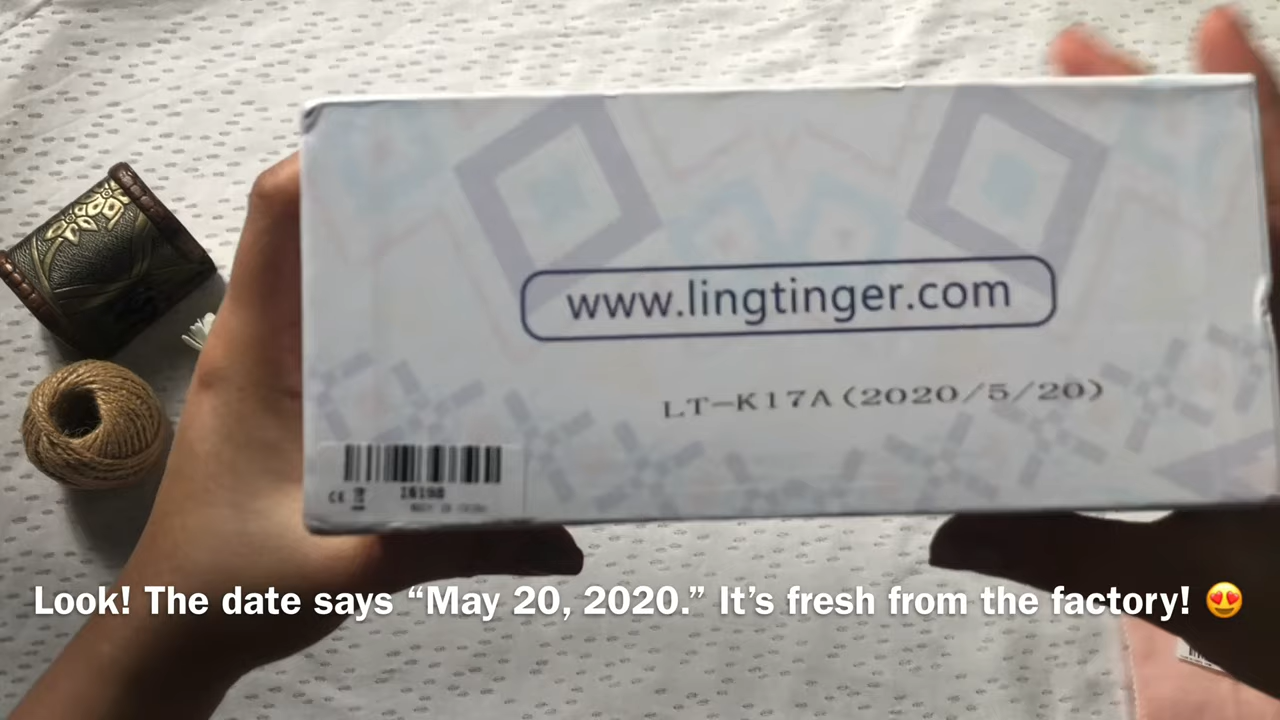 www.lingtinger.com
LT-K17A(2020/5/20)
CE
Look! The date says “May 20, 2020.” It’s fresh from the factory! 😍